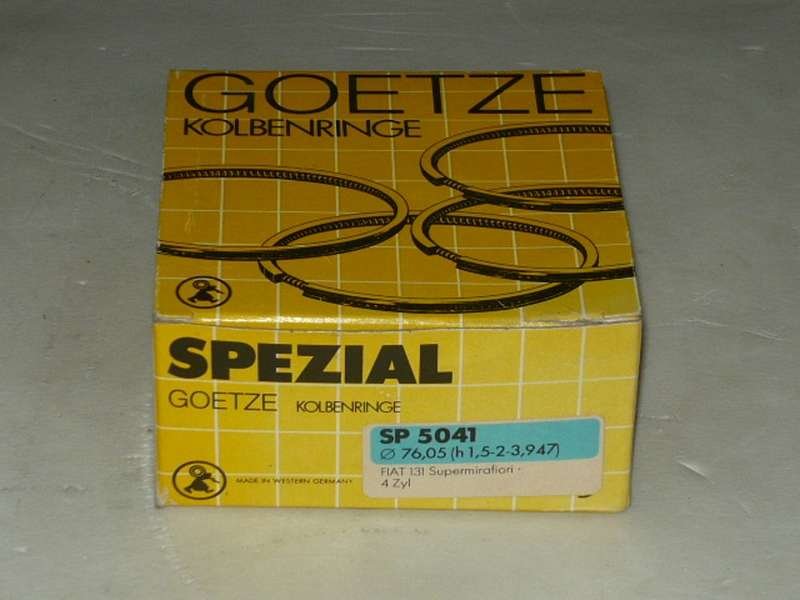 GOETZE
KOLBENRINGE
SPEZIAL
GOETZE KOLBENRINGE
SP 5041
Ø 76,05 (h 1,5-2-3,947)
FIAT 131 Supermirafiori ·
4 Zyl
MADE IN WESTERN GERMANY